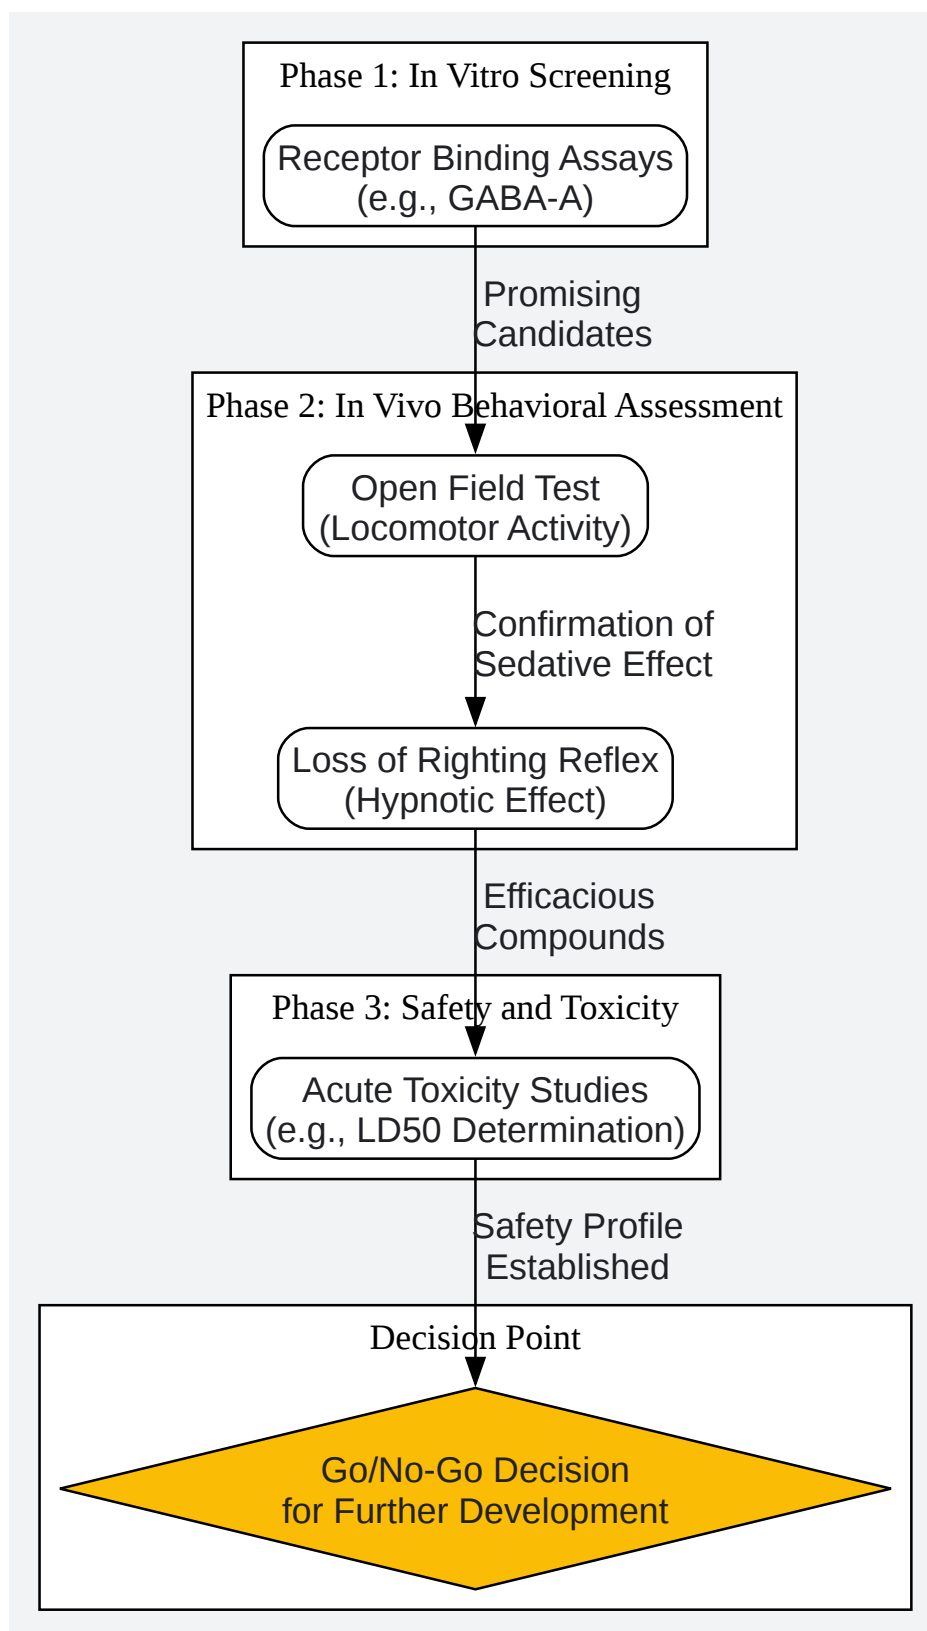 Phase 1: In Vitro Screening
Receptor Binding Assays
(e.g., GABA-A)
Promising
Candidates
Phase 2: In Vivo Behavioral Assessment
Open Field Test
(Locomotor Activity)
Confirmation of
Sedative Effect
Loss of Righting Reflex
(Hypnotic Effect)
Efficacious
Compounds
Phase 3: Safety and Toxicity
Acute Toxicity Studies
(e.g., LD50 Determination)
Safety Profile
Established
Decision Point
Go/No-Go Decision
for Further Development